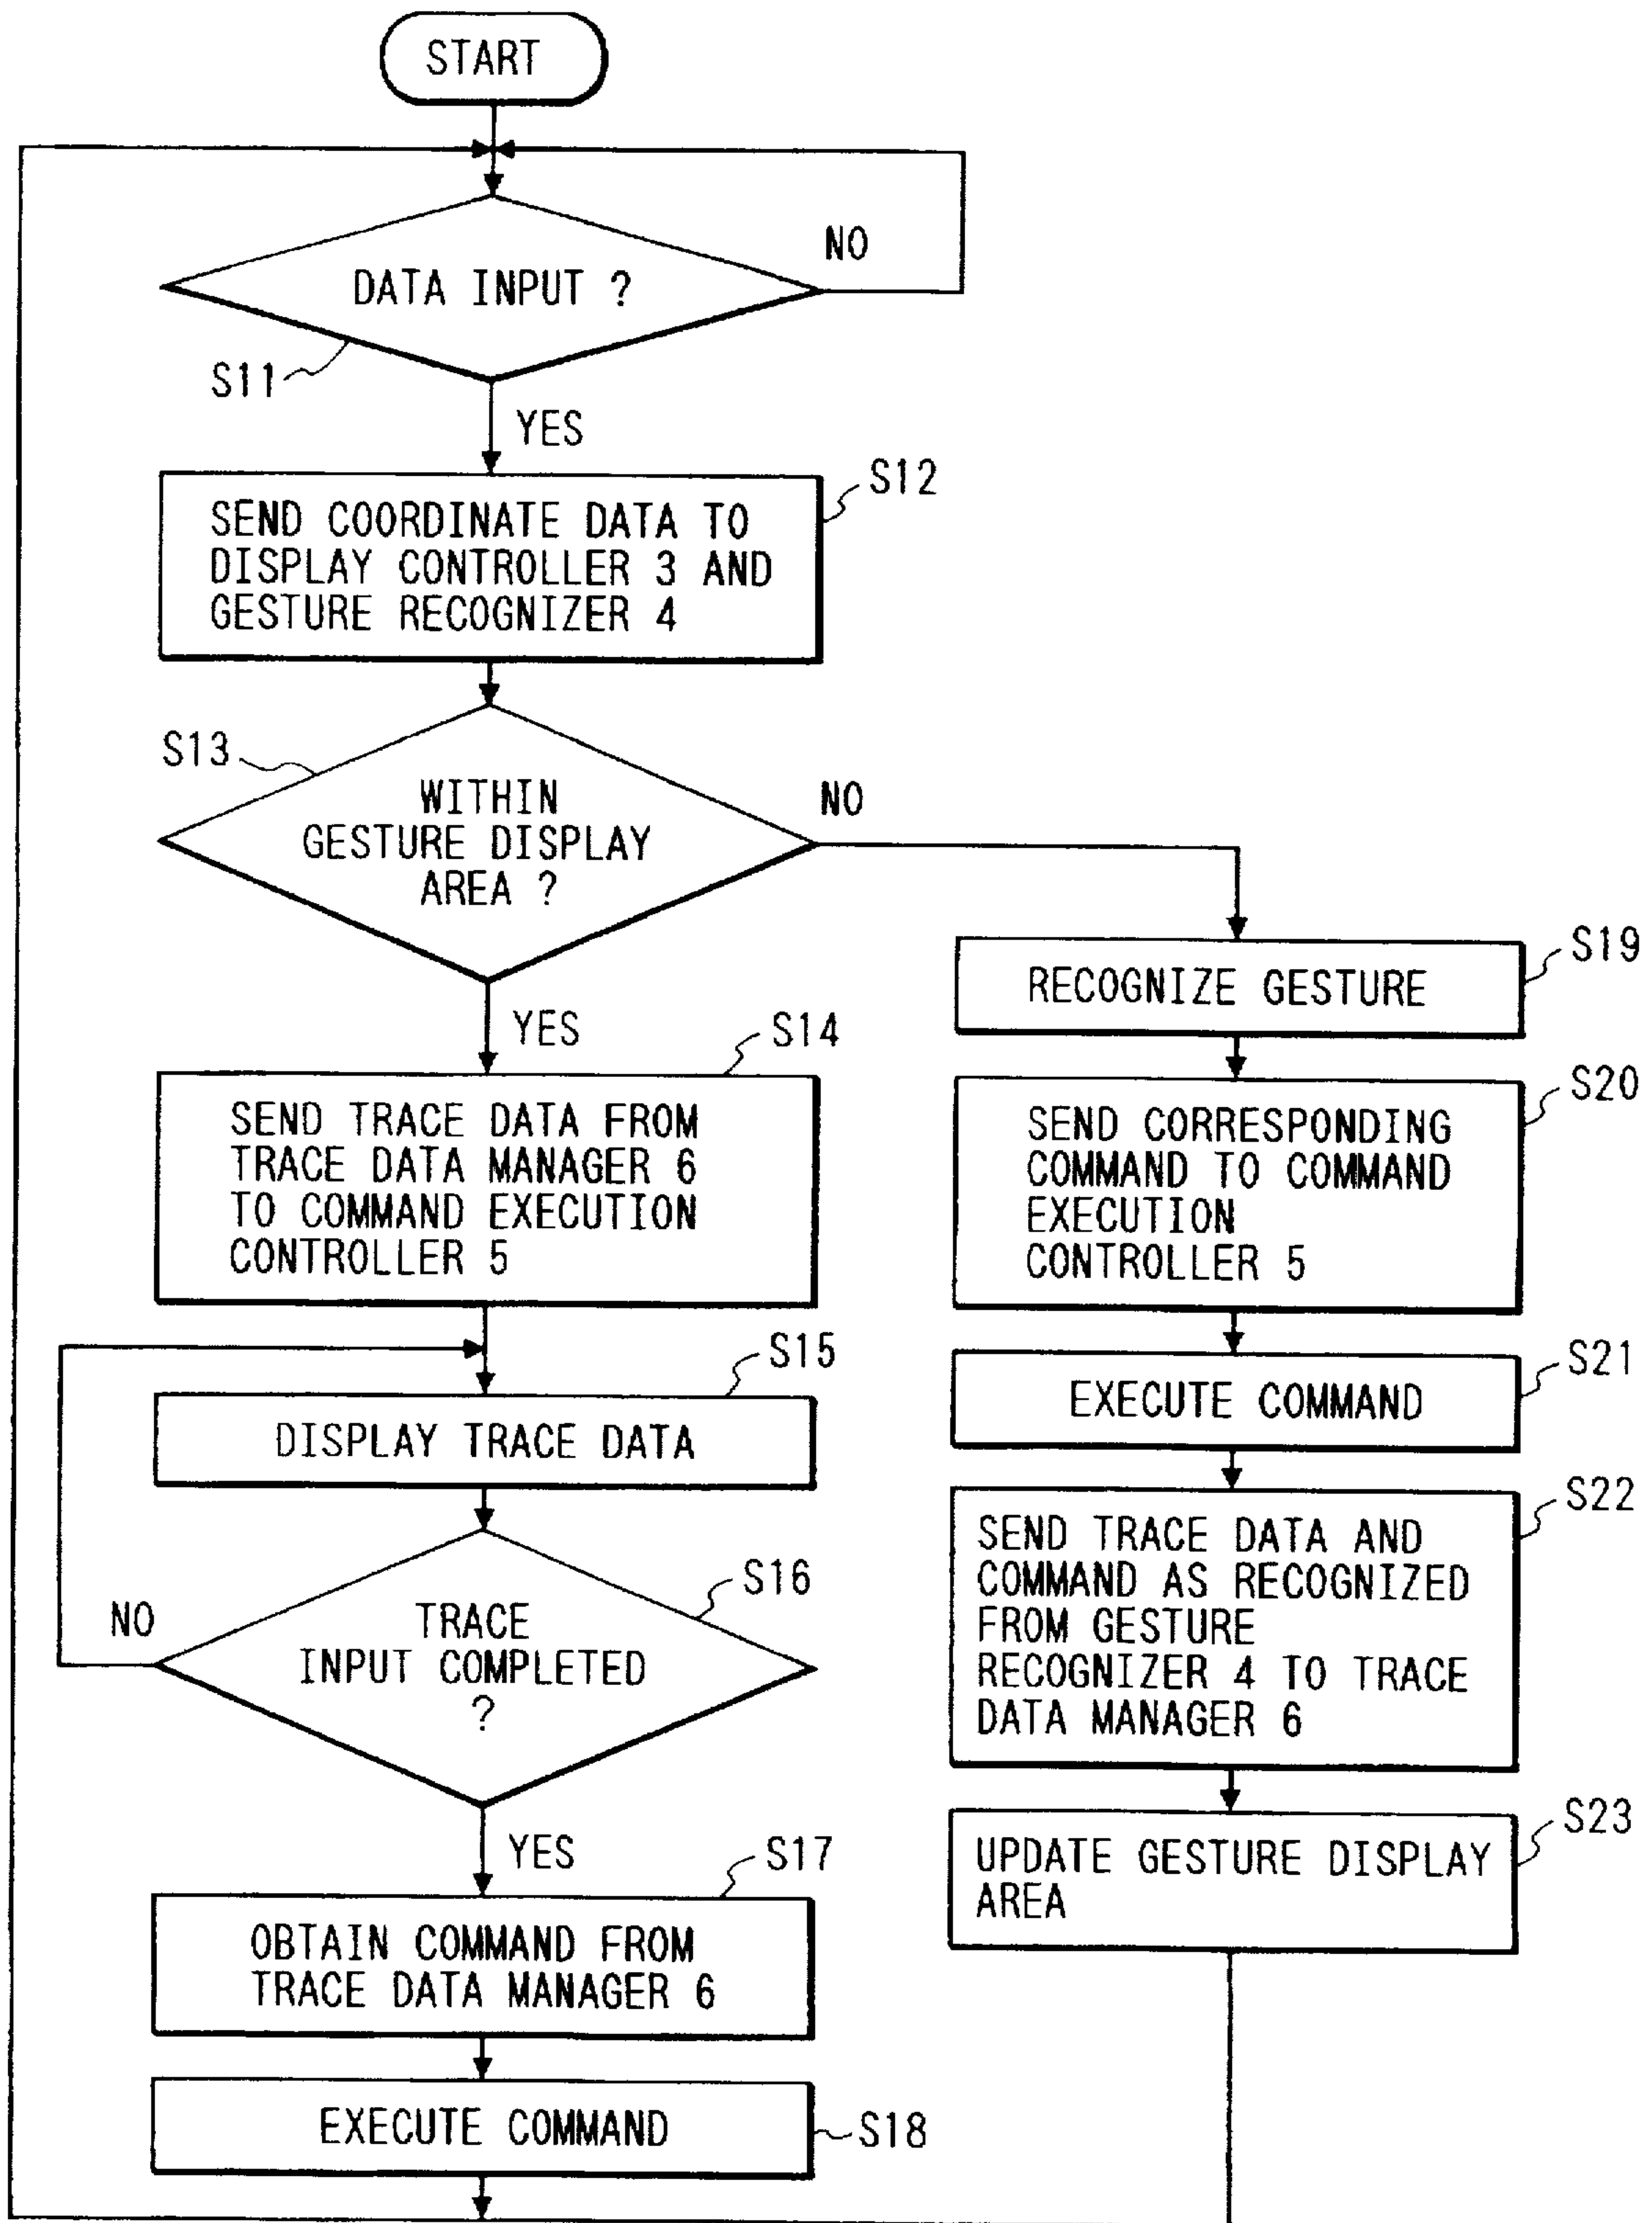 START
NO
DATA INPUT ?
S11
YES
S12
SEND COORDINATE DATA TO
DISPLAY CONTROLLER 3 AND
GESTURE RECOGNIZER 4
S13
WITHIN
GESTURE DISPLAY
AREA ?
NO
YES
S14
SEND TRACE DATA FROM
TRACE DATA MANAGER 6
TO COMMAND EXECUTION
CONTROLLER 5
S15
DISPLAY TRACE DATA
S16
NO
TRACE
INPUT COMPLETED
?
YES
S17
OBTAIN COMMAND FROM
TRACE DATA MANAGER 6
EXECUTE COMMAND
S18
S19
RECOGNIZE GESTURE
S20
SEND CORRESPONDING
COMMAND TO COMMAND
EXECUTION
CONTROLLER 5
S21
EXECUTE COMMAND
S22
SEND TRACE DATA AND
COMMAND AS RECOGNIZED
FROM GESTURE
RECOGNIZER 4 TO TRACE
DATA MANAGER 6
S23
UPDATE GESTURE DISPLAY
AREA